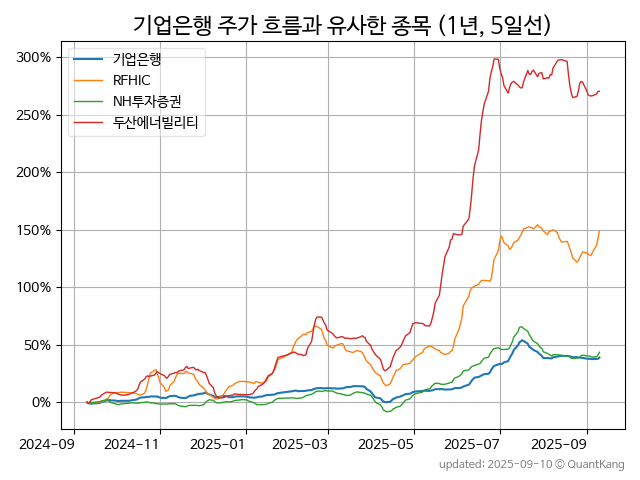 기업은행 주가 흐름과 유사한 종목 (1년, 5일선)
300%
250%
200%
150%
100%
50%
0%
기업은행
RFHIC
NH투자증권
두산에너빌리티
2024-09
2024-11
2025-01
2025-03
2025-05
2025-07
2025-09
updated: 2025-09-10 © QuantKang